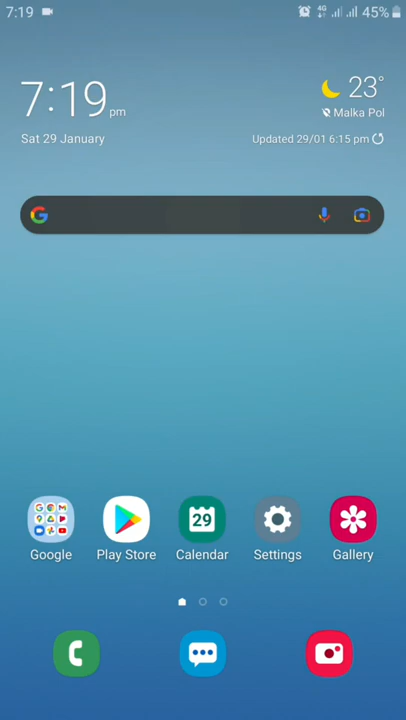 7:19
4G
45%
7:19 pm
Sat 29 January
23°
Malka Pol
Updated 29/01 6:15 pm
G
29
Google
Play Store
Calendar
Settings
Gallery